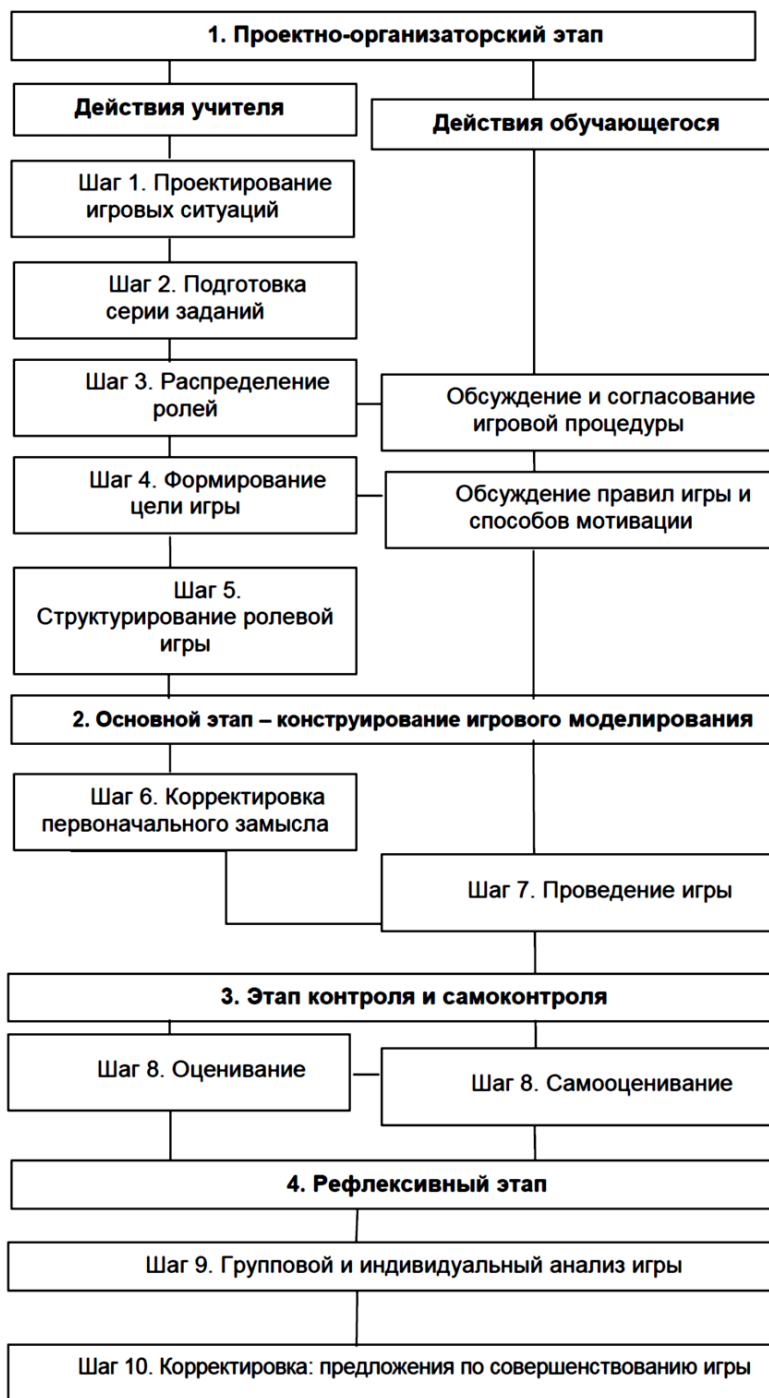 1. Проектно-организаторский этап
Действия учителя
Действия обучающегося
Шаг 1. Проектирование
игровых ситуаций
Шаг 2. Подготовка
серии заданий
Шаг 3. Распределение
ролей
Обсуждение и согласование
игровой процедуры
Шаг 4. Формирование
цели игры
Обсуждение правил игры и
способов мотивации
Шаг 5.
Структурирование ролевой
игры
2. Основной этап – конструирование игрового моделирования
Шаг 6. Корректировка
первоначального замысла
Шаг 7. Проведение игры
3. Этап контроля и самоконтроля
Шаг 8. Оценивание
Шаг 8. Самооценивание
4. Рефлексивный этап
Шаг 9. Групповой и индивидуальный анализ игры
Шаг 10. Корректировка: предложения по совершенствованию игры